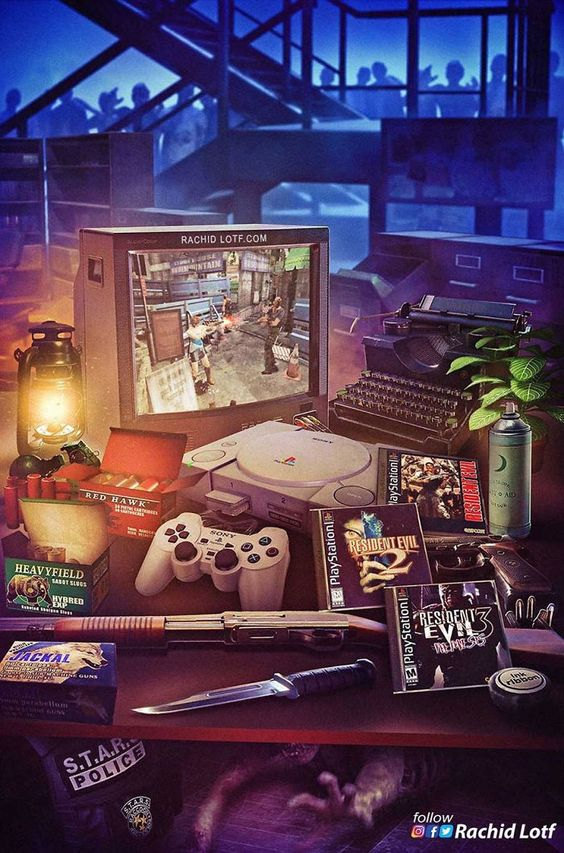 RACHID LOTF.COM
SONY
RED HAWK
HEAVYFIELD
SABOT SLUGS
HYBRED
EXP
JACKAL
SONY
PlayStation
RESIDENT EVIL
PlayStation
RESIDENT EVIL
2
PlayStation
RESIDENT
EVIL 3
NEMESIS
ink
ribbon
S.T.A.R.S
POLICE
S.T.A.R.S
follow
Rachid Lotf